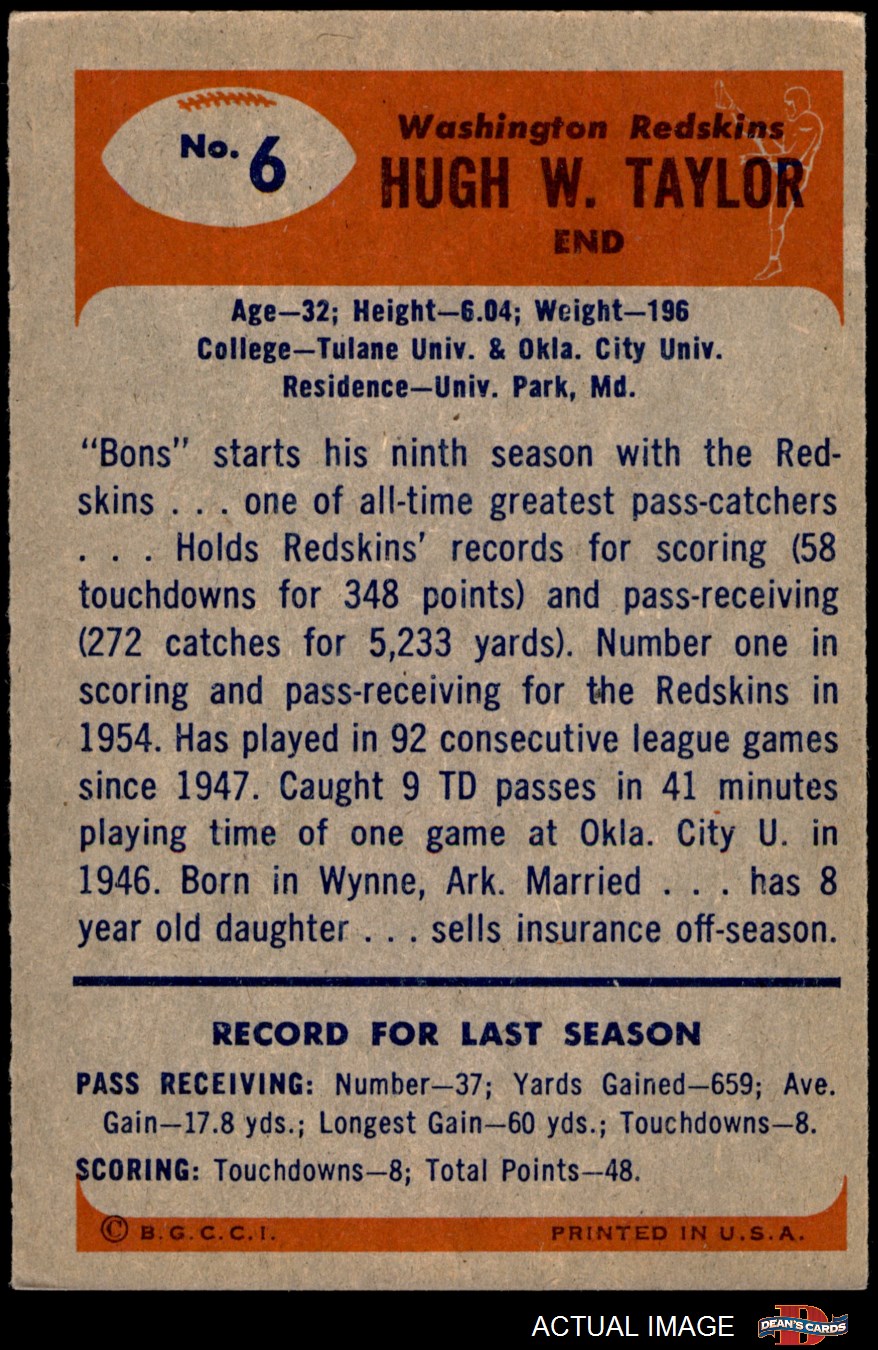 No. 6
Washington Redskins
HUGH W. TAYLOR
END
Age—32; Height—6.04; Weight—196
College—Tulane Univ. & Okla. City Univ.
Residence—Univ. Park, Md.
"Bons" starts his ninth season with the Red-
skins . . . one of all-time greatest pass-catchers
. . . Holds Redskins' records for scoring (58
touchdowns for 348 points) and pass-receiving
(272 catches for 5,233 yards). Number one in
scoring and pass-receiving for the Redskins in
1954. Has played in 92 consecutive league games
since 1947. Caught 9 TD passes in 41 minutes
playing time of one game at Okla. City U. in
1946. Born in Wynne, Ark. Married . . . has 8
year old daughter . . . sells insurance off-season.
RECORD FOR LAST SEASON
PASS RECEIVING: Number—37; Yards Gained—659; Ave.
Gain—17.8 yds.; Longest Gain—60 yds.; Touchdowns—8.
SCORING: Touchdowns—8; Total Points—48.
© B.G.C.C.I. PRINTED IN U.S.A.
ACTUAL IMAGE D DEAN'S CARDS